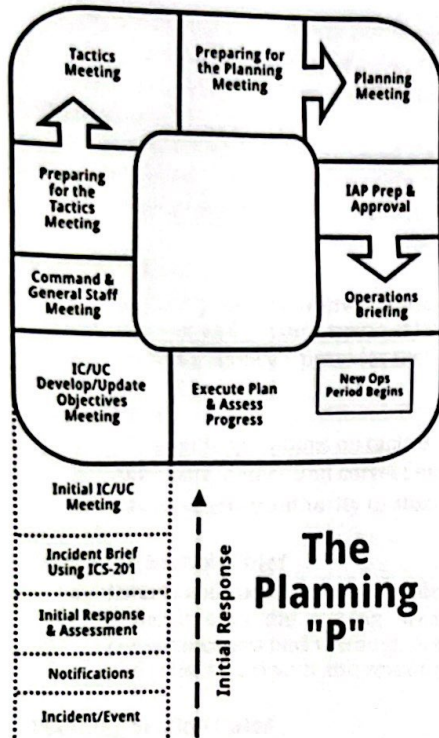 Tactics
Meeting
Preparing for
the Planning
Meeting
Planning
Meeting
Preparing
for the
Tactics
Meeting
IAP Prep &
Approval
Command &
General Staff
Meeting
Operations
Briefing
IC/UC
Develop/Update
Objectives
Meeting
Execute Plan
& Assess
Progress
New Ops
Period Begins
Initial IC/UC
Meeting
Incident Brief
Using ICS-201
Initial Response
& Assessment
Notifications
Incident/Event
Initial Response
The
Planning
"P"